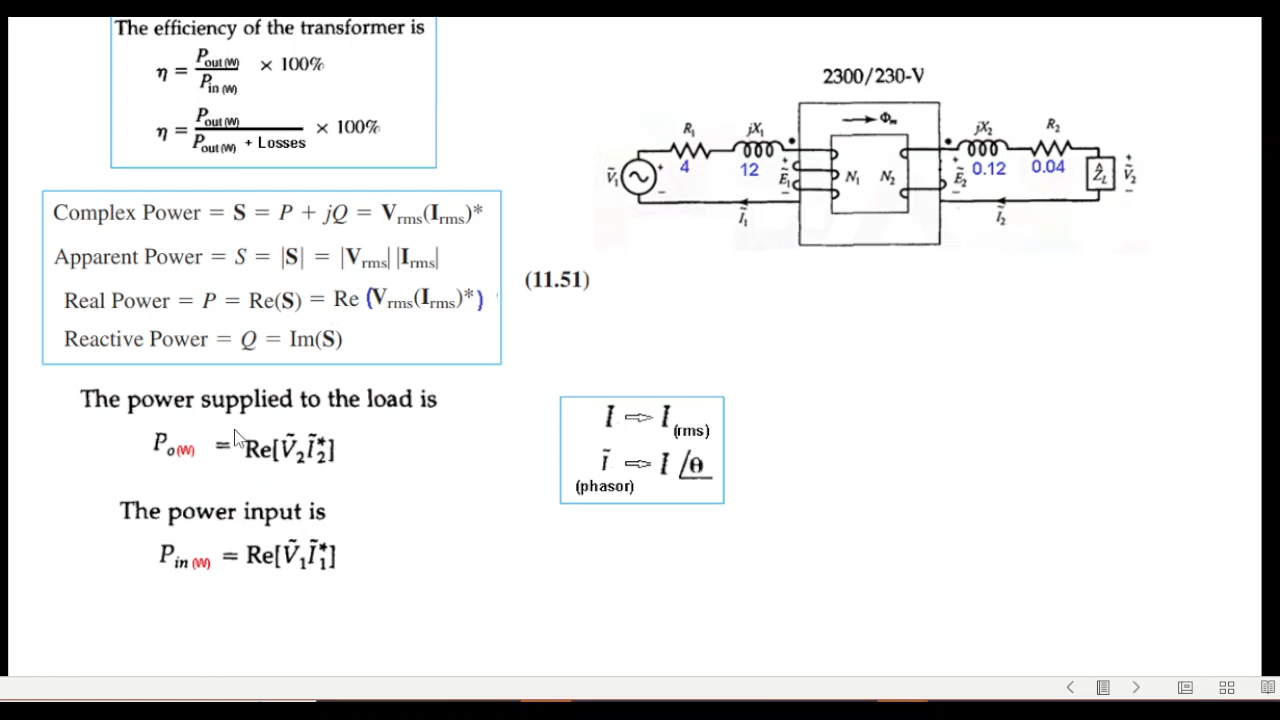 The efficiency of the transformer is
η = Pout (W) / Pin (W) × 100%
η = Pout (W) / Pout (W) + Losses × 100%
Complex Power = S = P + jQ = Vrms(Irms)*
Apparent Power = S = |S| = |Vrms| |Irms|
Real Power = P = Re(S) = Re (Vrms(Irms)*)
Reactive Power = Q = Im(S)
(11.51)
The power supplied to the load is
Po(W) = Re[Ṽ2Ĩ2*]
The power input is
Pin (W) = Re[Ṽ1Ĩ1*]
2300/230-V
R1
jX1
Φm
jX2
R2
4
12
0.12
0.04
Ṽ1
+
−
+
Ẽ1
−
N1
N2
+
Ẽ2
−
ẐL
+
Ṽ2
−
Ĩ1
Ĩ2
I ⇨ I (rms)
Ĩ ⇨ I /θ
(phasor)